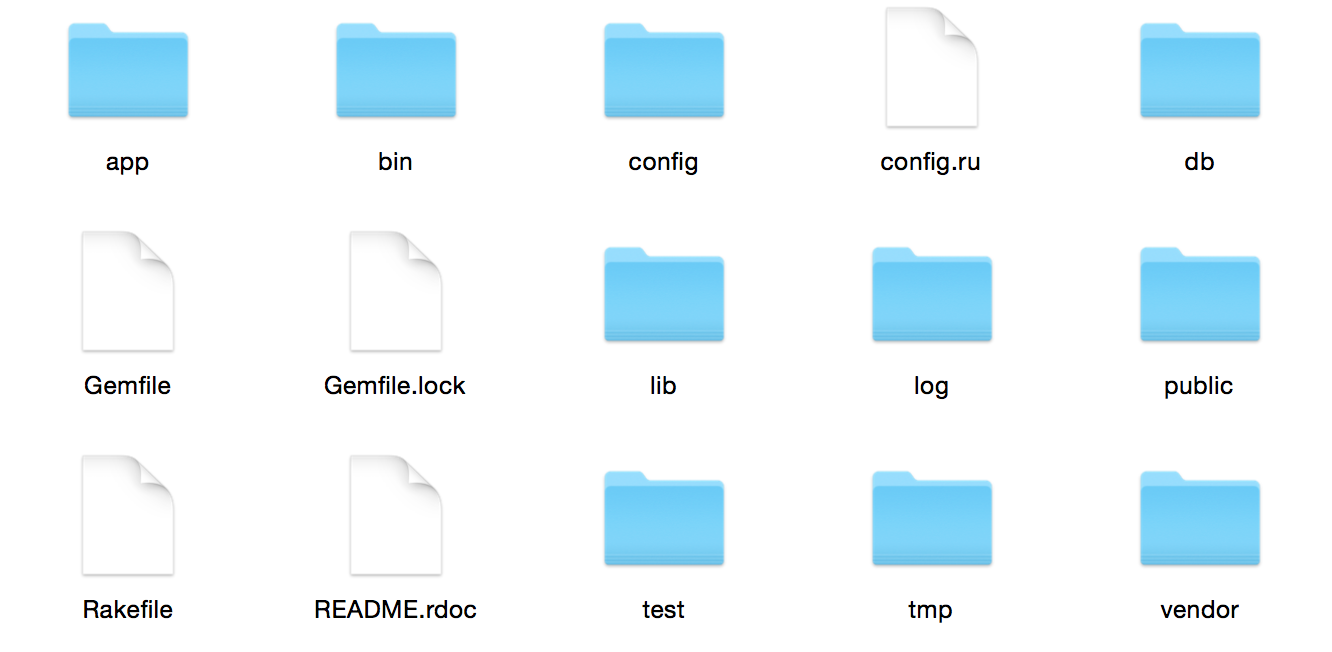 app
bin
config
config.ru
db
Gemfile
Gemfile.lock
lib
log
public
Rakefile
README.rdoc
test
tmp
vendor